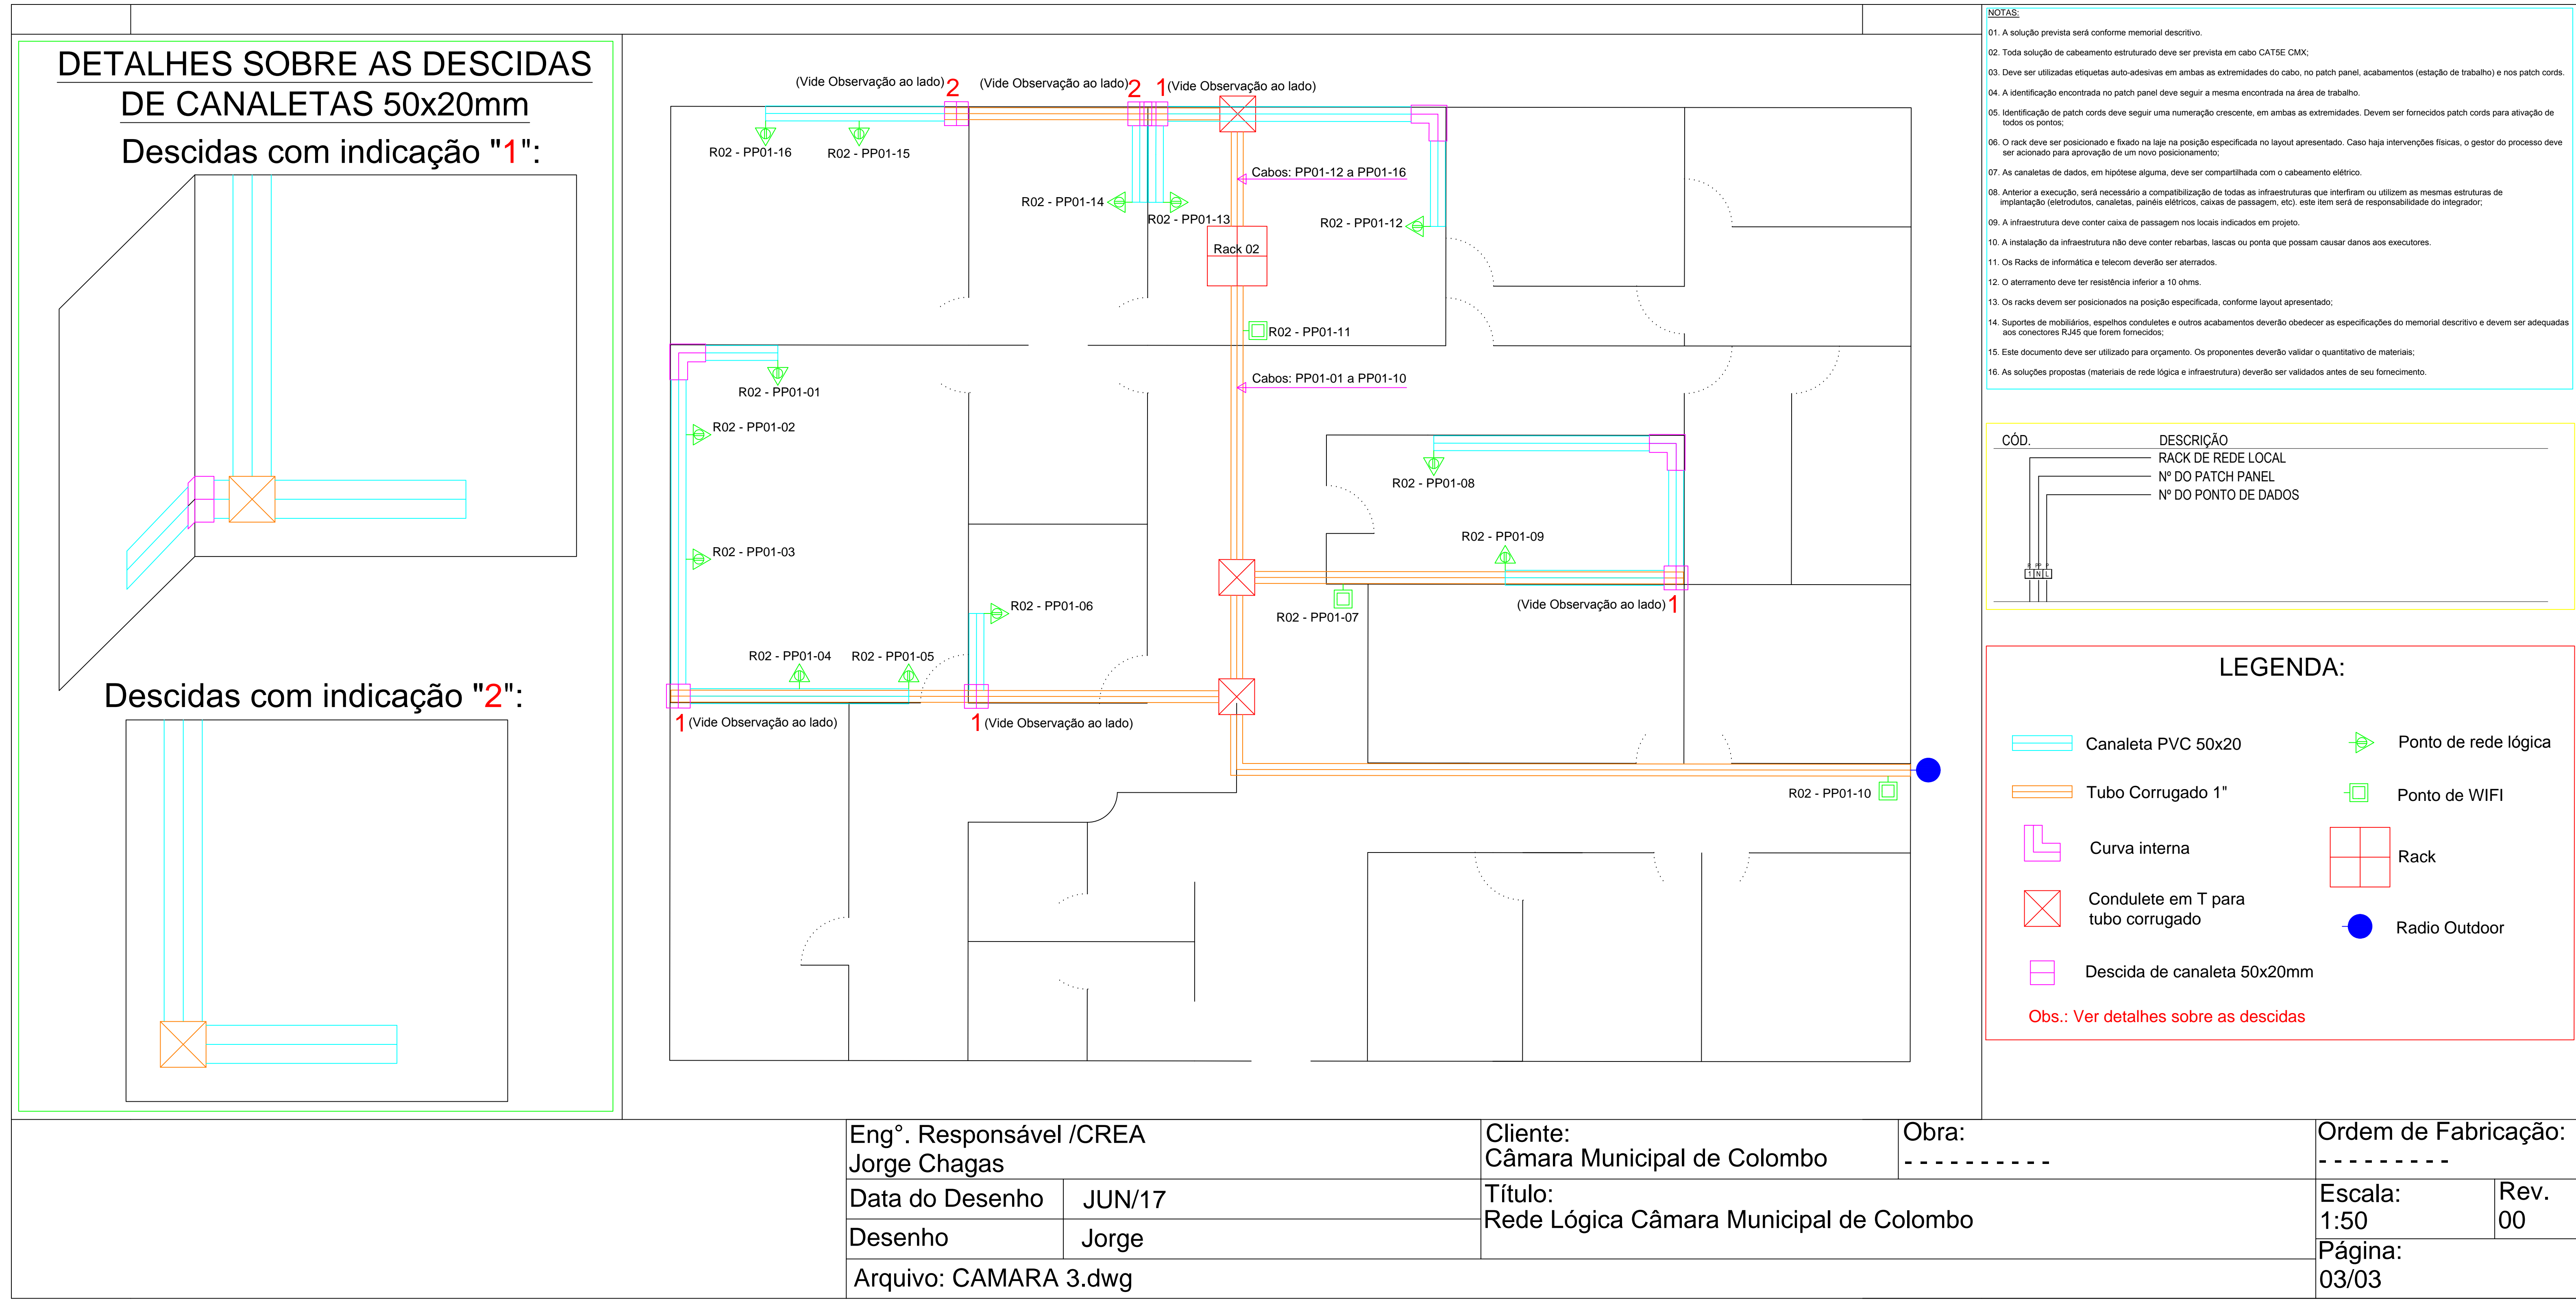 DETALHES SOBRE AS DESCIDAS
DE CANALETAS 50x20mm
Descidas com indicação "1":
Descidas com indicação "2":
(Vide Observação ao lado) 2
(Vide Observação ao lado) 2
1 (Vide Observação ao lado)
R02 - PP01-16
R02 - PP01-15
Cabos: PP01-12 a PP01-16
R02 - PP01-14
R02 - PP01-13
R02 - PP01-12
Rack 02
R02 - PP01-11
Cabos: PP01-01 a PP01-10
R02 - PP01-01
R02 - PP01-02
R02 - PP01-08
R02 - PP01-09
R02 - PP01-03
R02 - PP01-06
(Vide Observação ao lado) 1
R02 - PP01-07
R02 - PP01-04
R02 - PP01-05
1 (Vide Observação ao lado)
1 (Vide Observação ao lado)
R02 - PP01-10
NOTAS:
01. A solução prevista será conforme memorial descritivo.
02. Toda solução de cabeamento estruturado deve ser prevista em cabo CAT5E CMX;
03. Deve ser utilizadas etiquetas auto-adesivas em ambas as extremidades do cabo, no patch panel, acabamentos (estação de trabalho) e nos patch cords.
04. A identificação encontrada no patch panel deve seguir a mesma encontrada na área de trabalho.
05. Identificação de patch cords deve seguir uma numeração crescente, em ambas as extremidades. Devem ser fornecidos patch cords para ativação de
todos os pontos;
06. O rack deve ser posicionado e fixado na laje na posição especificada no layout apresentado. Caso haja intervenções físicas, o gestor do processo deve
ser acionado para aprovação de um novo posicionamento;
07. As canaletas de dados, em hipótese alguma, deve ser compartilhada com o cabeamento elétrico.
08. Anterior a execução, será necessário a compatibilização de todas as infraestruturas que interfiram ou utilizem as mesmas estruturas de
implantação (eletrodutos, canaletas, painéis elétricos, caixas de passagem, etc). este item será de responsabilidade do integrador;
09. A infraestrutura deve conter caixa de passagem nos locais indicados em projeto.
10. A instalação da infraestrutura não deve conter rebarbas, lascas ou ponta que possam causar danos aos executores.
11. Os Racks de informática e telecom deverão ser aterrados.
12. O aterramento deve ter resistência inferior a 10 ohms.
13. Os racks devem ser posicionados na posição especificada, conforme layout apresentado;
14. Suportes de mobiliários, espelhos conduletes e outros acabamentos deverão obedecer as especificações do memorial descritivo e devem ser adequadas
aos conectores RJ45 que forem fornecidos;
15. Este documento deve ser utilizado para orçamento. Os proponentes deverão validar o quantitativo de materiais;
16. As soluções propostas (materiais de rede lógica e infraestrutura) deverão ser validados antes de seu fornecimento.
CÓD. DESCRIÇÃO
RACK DE REDE LOCAL
Nº DO PATCH PANEL
Nº DO PONTO DE DADOS
R PP P
1 N L
LEGENDA:
Canaleta PVC 50x20
Ponto de rede lógica
Tubo Corrugado 1"
Ponto de WIFI
Curva interna
Rack
Condulete em T para
tubo corrugado
Radio Outdoor
Descida de canaleta 50x20mm
Obs.: Ver detalhes sobre as descidas
Eng°. Responsável /CREA
Jorge Chagas
Data do Desenho JUN/17
Desenho Jorge
Arquivo: CAMARA 3.dwg
Cliente:
Câmara Municipal de Colombo
Obra:
- - - - - - - - - -
Título:
Rede Lógica Câmara Municipal de Colombo
Ordem de Fabricação:
- - - - - - - - -
Escala:
1:50
Rev.
00
Página:
03/03